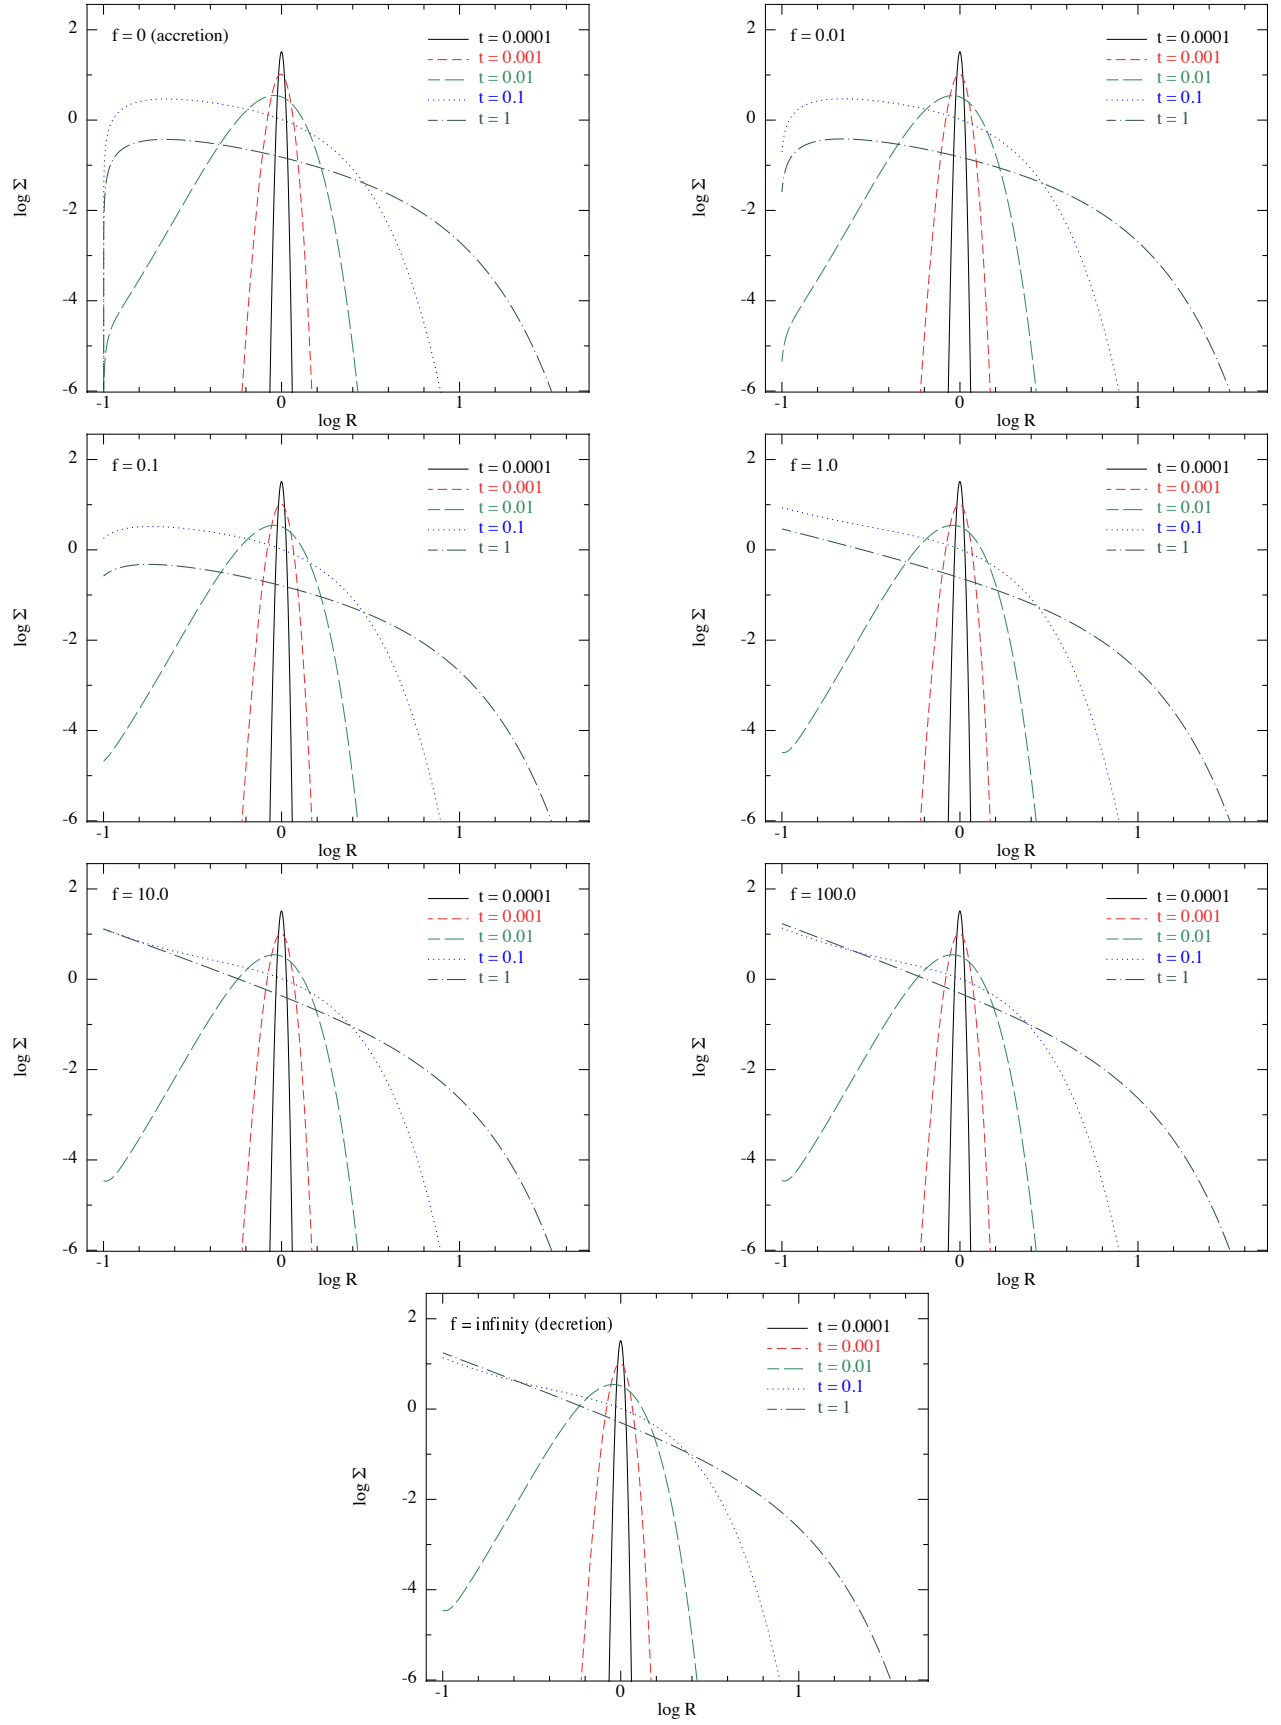 f = 0 (accretion)
t = 0.0001
t = 0.001
t = 0.01
t = 0.1
t = 1
2
0
-2
-4
-6
log Σ
-1 0 1
log R
f = 0.01
t = 0.0001
t = 0.001
t = 0.01
t = 0.1
t = 1
2
0
-2
-4
-6
log Σ
-1 0 1
log R
f = 0.1
t = 0.0001
t = 0.001
t = 0.01
t = 0.1
t = 1
2
0
-2
-4
-6
log Σ
-1 0 1
log R
f = 1.0
t = 0.0001
t = 0.001
t = 0.01
t = 0.1
t = 1
2
0
-2
-4
-6
log Σ
-1 0 1
log R
f = 10.0
t = 0.0001
t = 0.001
t = 0.01
t = 0.1
t = 1
2
0
-2
-4
-6
log Σ
-1 0 1
log R
f = 100.0
t = 0.0001
t = 0.001
t = 0.01
t = 0.1
t = 1
2
0
-2
-4
-6
log Σ
-1 0 1
log R
f = infinity (decretion)
t = 0.0001
t = 0.001
t = 0.01
t = 0.1
t = 1
2
0
-2
-4
-6
log Σ
-1 0 1
log R